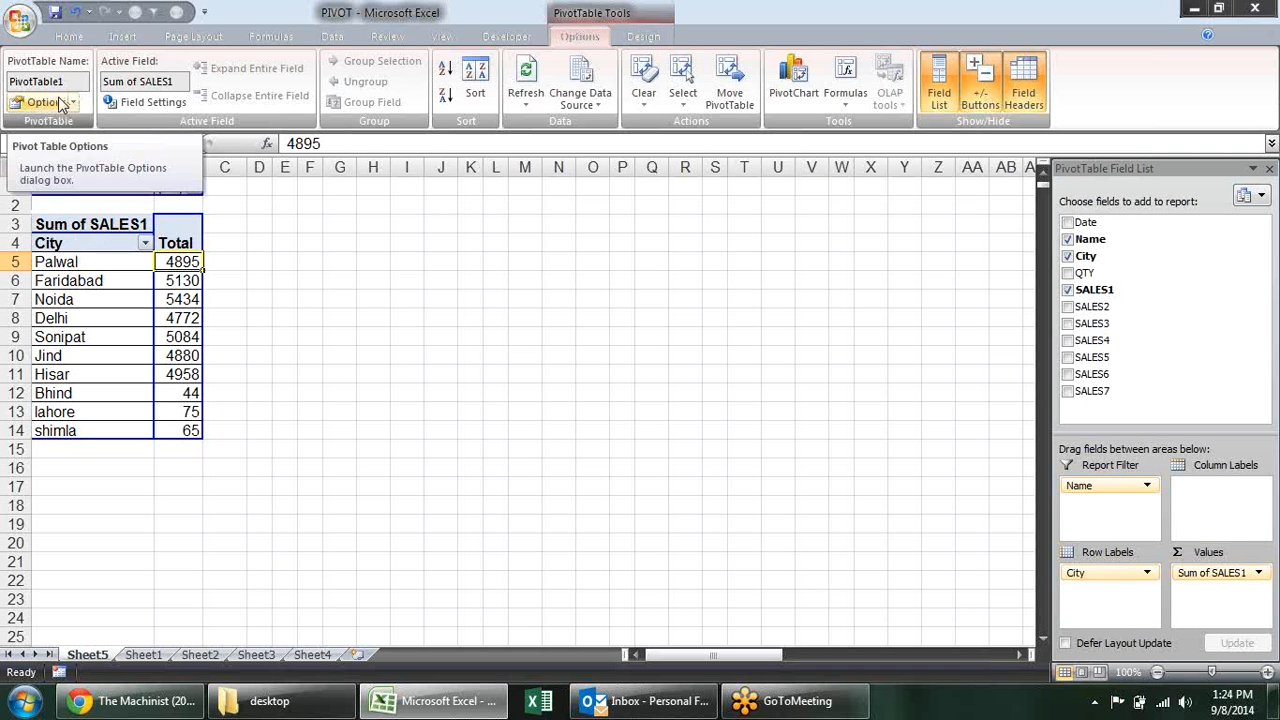 PIVOT - Microsoft Excel
PivotTable Tools
Home
Insert
Page Layout
Formulas
Data
Review
View
Developer
Options
Design
PivotTable Name:
PivotTable1
Options
PivotTable
Active Field:
Sum of SALES1
Field Settings
Expand Entire Field
Collapse Entire Field
Active Field
Group Selection
Ungroup
Group Field
Group
Sort
Sort
Refresh
Change Data
Source
Data
Clear
Select
Move
PivotTable
Actions
PivotChart
Formulas
OLAP
tools
Tools
Field
List
+/-
Buttons
Field
Headers
Show/Hide
Pivot Table Options
Launch the PivotTable Options
dialog box.
fx 4895
C D E F G H I J K L M N O P Q R S T U V W X Y Z AA AB A
2
3 Sum of SALES1
4 City Total
5 Palwal 4895
6 Faridabad 5130
7 Noida 5434
8 Delhi 4772
9 Sonipat 5084
10 Jind 4880
11 Hisar 4958
12 Bhind 44
13 lahore 75
14 shimla 65
15
16
17
18
19
20
21
22
23
24
25
PivotTable Field List
Choose fields to add to report:
Date
Name
City
QTY
SALES1
SALES2
SALES3
SALES4
SALES5
SALES6
SALES7
Drag fields between areas below:
Report Filter
Column Labels
Name
Row Labels
Σ Values
City
Sum of SALES1
Defer Layout Update
Update
Sheet5 Sheet1 Sheet2 Sheet3 Sheet4
Ready
100%
The Machinist (20...
desktop
Microsoft Excel - ...
Inbox - Personal F...
GoToMeeting
1:24 PM
9/8/2014